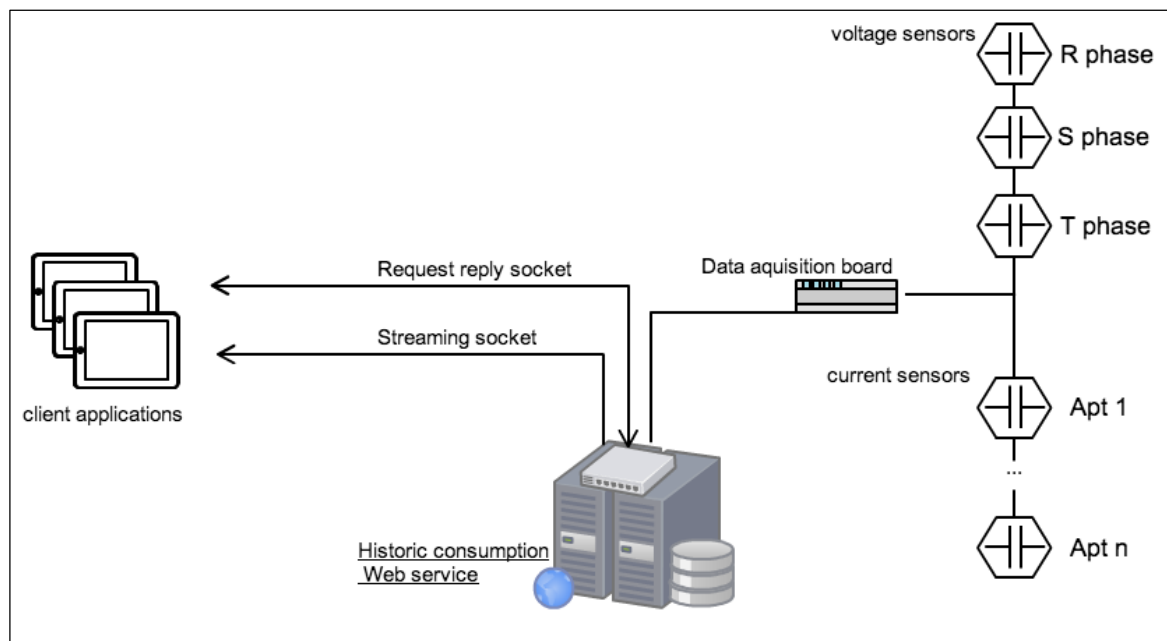 voltage sensors
R phase
S phase
T phase
Data aquisition board
Request reply socket
Streaming socket
client applications
current sensors
Apt 1
...
Apt n
Historic consumption
Web service